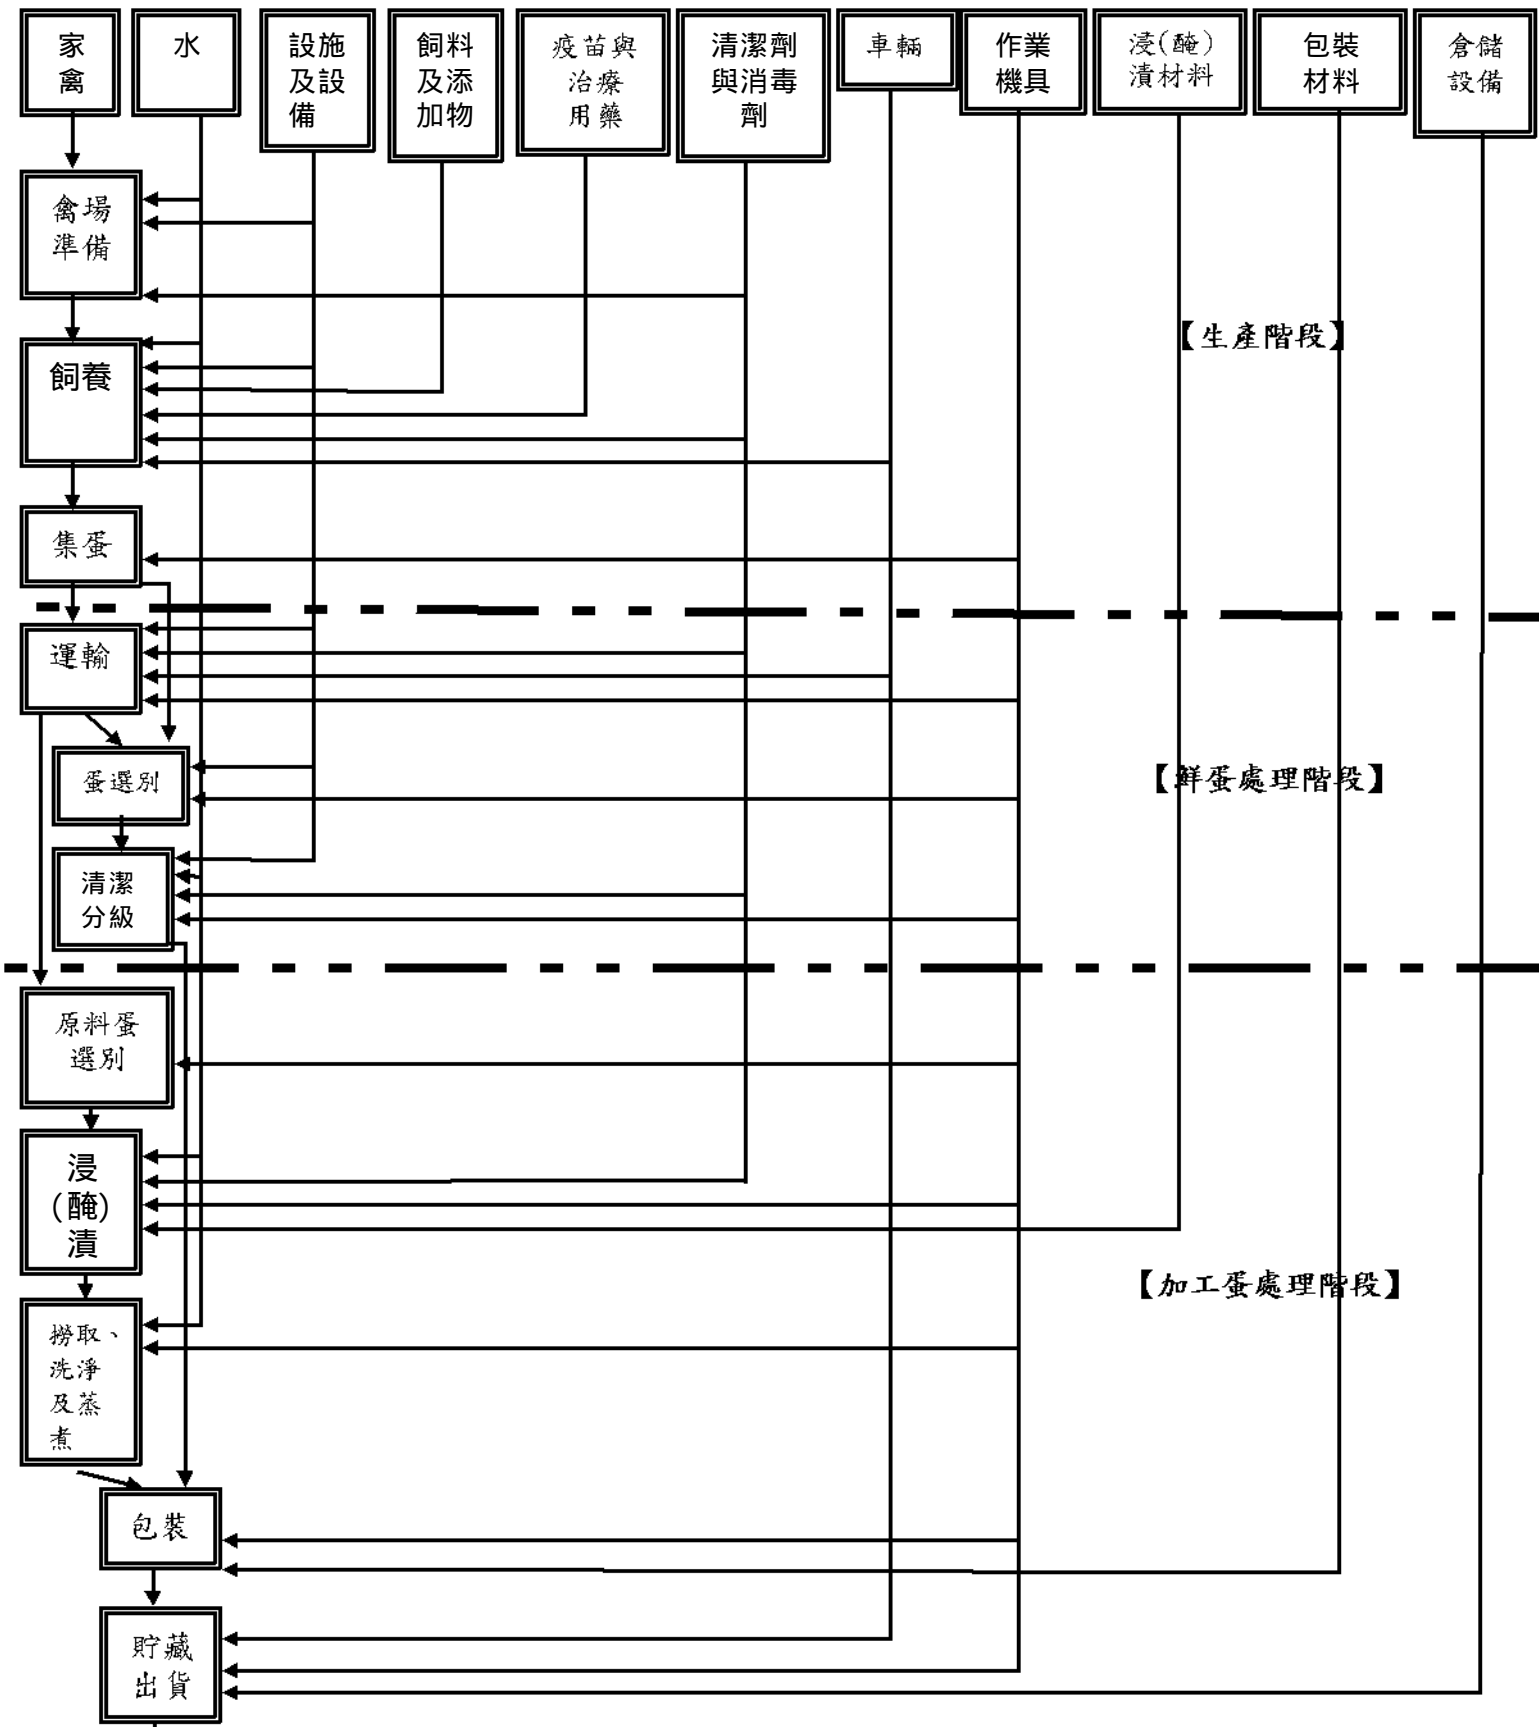 家
禽
水
設施
及設
備
飼料
及添
加物
疫苗與
治療
用藥
清潔劑
與消毒
劑
車輛
作業
機具
浸(醃)
漬材料
包裝
材料
倉儲
設備
禽場
準備
【生產階段】
飼養
集蛋
運輸
蛋選別
【鮮蛋處理階段】
清潔
分級
原料蛋
選別
浸
(醃)
漬
【加工蛋處理階段】
撈取、
洗淨
及蒸
煮
包裝
貯藏
出貨